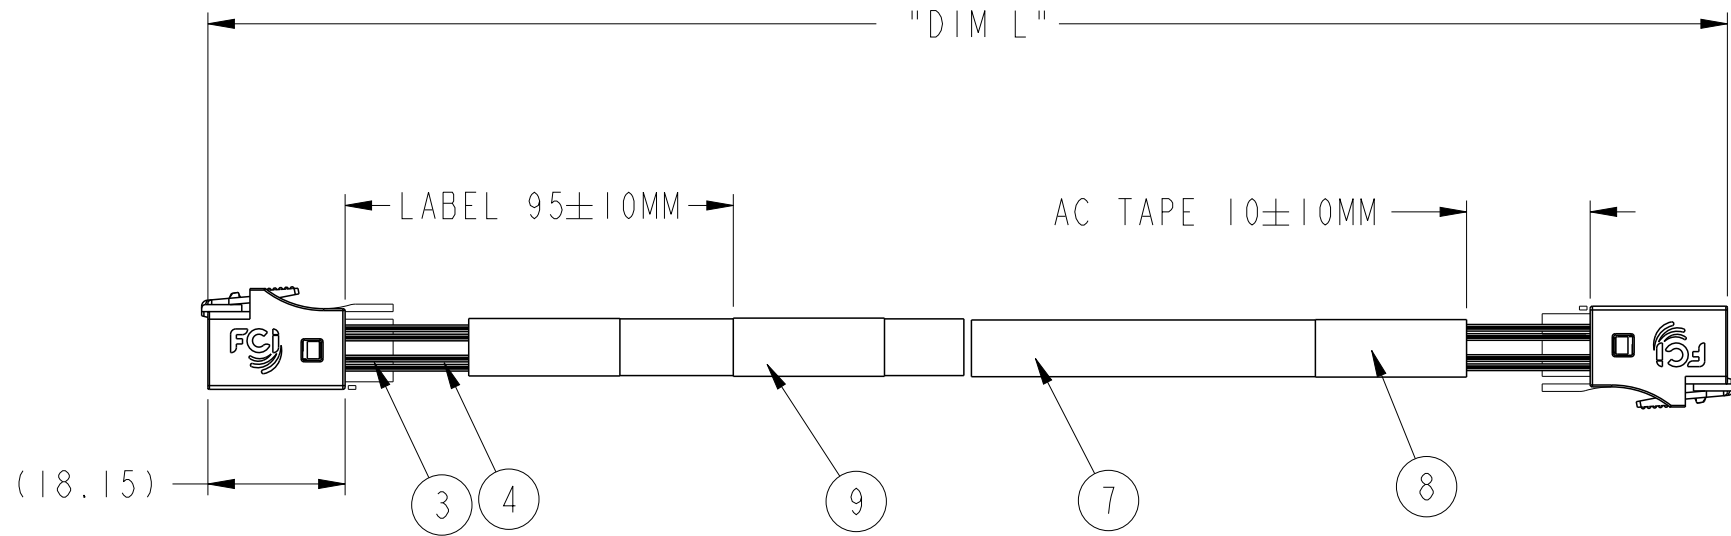 "DIM L"
LABEL 95±10MM
AC TAPE 10±10MM
FCI
FCI
(18.15)
3
4
9
7
8